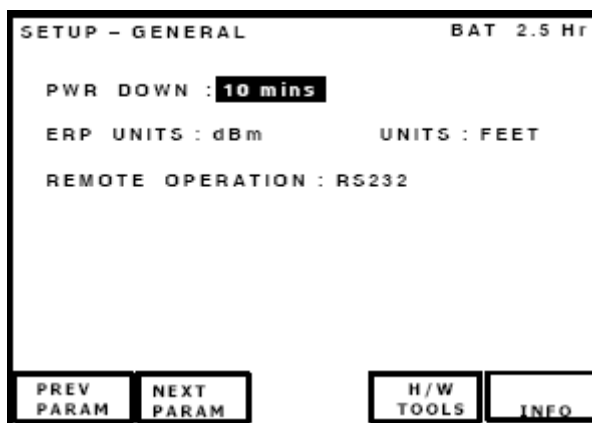 SETUP – GENERAL BAT 2.5 Hr
PWR DOWN : 10 mins
ERP UNITS : dBm UNITS : FEET
REMOTE OPERATION : RS232
PREV PARAM
NEXT PARAM
H/W TOOLS
INFO